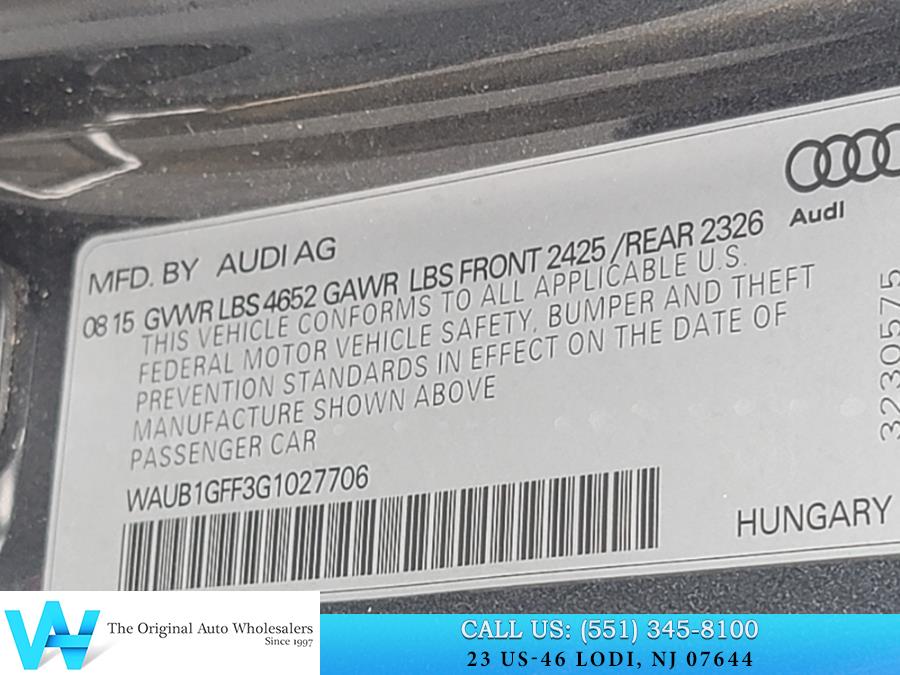 Audi
MFD. BY AUDI AG
08 15 GVWR LBS 4652 GAWR LBS FRONT 2425 /REAR 2326
THIS VEHICLE CONFORMS TO ALL APPLICABLE U.S.
FEDERAL MOTOR VEHICLE SAFETY, BUMPER AND THEFT
PREVENTION STANDARDS IN EFFECT ON THE DATE OF
MANUFACTURE SHOWN ABOVE
PASSENGER CAR
WAUB1GFF3G1027706
3230575
HUNGARY
W
The Original Auto Wholesalers
Since 1997
CALL US: (551) 345-8100
23 US-46 LODI, NJ 07644